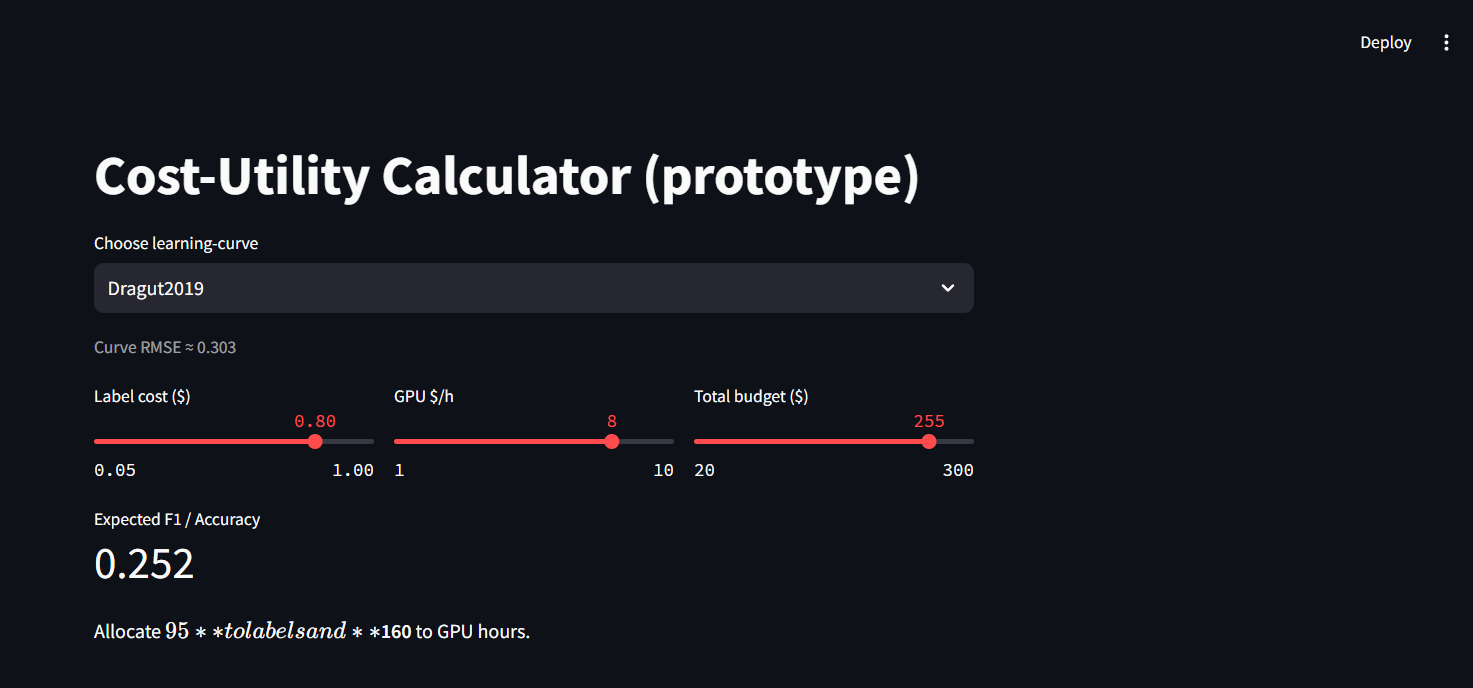 Deploy
Cost-Utility Calculator (prototype)
Choose learning-curve
Dragut2019
Curve RMSE ≈ 0.303
Label cost ($) GPU $/h Total budget ($)
0.80 8 255
0.05 1.00 1 10 20 300
Expected F1 / Accuracy
0.252
Allocate 95 * *tolabelsand * *160 to GPU hours.